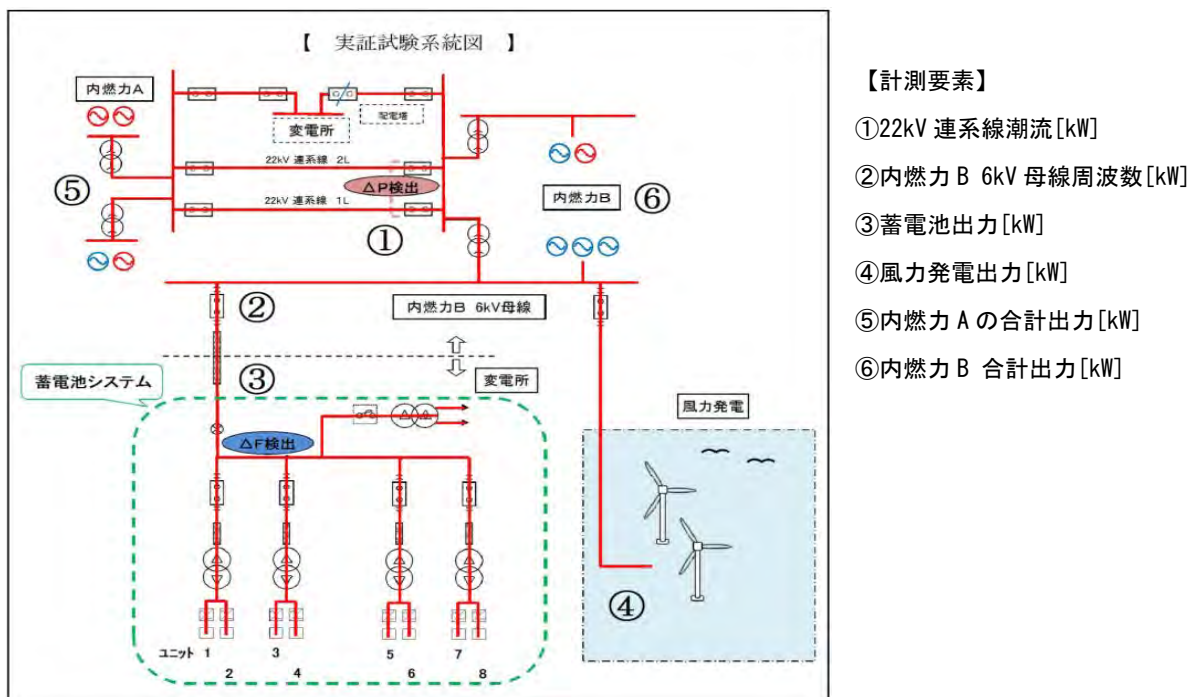 【 実証試験系統図 】
内燃力A
配電塔
変電所
22kV 連系線 2L
△P検出
22kV 連系線 1L
⑤
①
内燃力B
⑥
②
内燃力B 6kV母線
③
変電所
蓄電池システム
△F検出
風力発電
④
ユニット 1 3 5 7
2 4 6 8
【計測要素】
①22kV 連系線潮流[kW]
②内燃力 B 6kV 母線周波数[kW]
③蓄電池出力[kW]
④風力発電出力[kW]
⑤内燃力 A の合計出力[kW]
⑥内燃力 B 合計出力[kW]